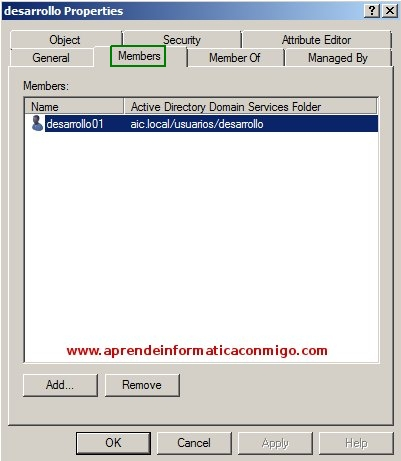 desarrollo Properties
Object Security Attribute Editor
General Members Member Of Managed By
Members:
Name Active Directory Domain Services Folder
desarrollo01 aic.local/usuarios/desarrollo
www.aprendeinformaticaconmigo.com
Add... Remove
OK Cancel Apply Help